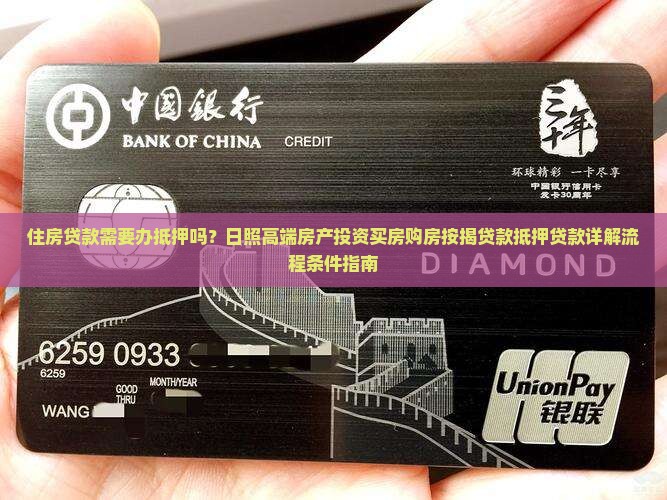 中國銀行
BANK OF CHINA
CREDIT
三十年
环球精彩 一卡尽享
中国银行信用卡
发卡30周年
住房贷款需要办抵押吗？日照高端房产投资买房购房按揭贷款抵押贷款详解流
程条件指南
DIAMOND
6259 0933
6259
GOOD
THRU
MONTH/YEAR
WANG
UnionPay
银联